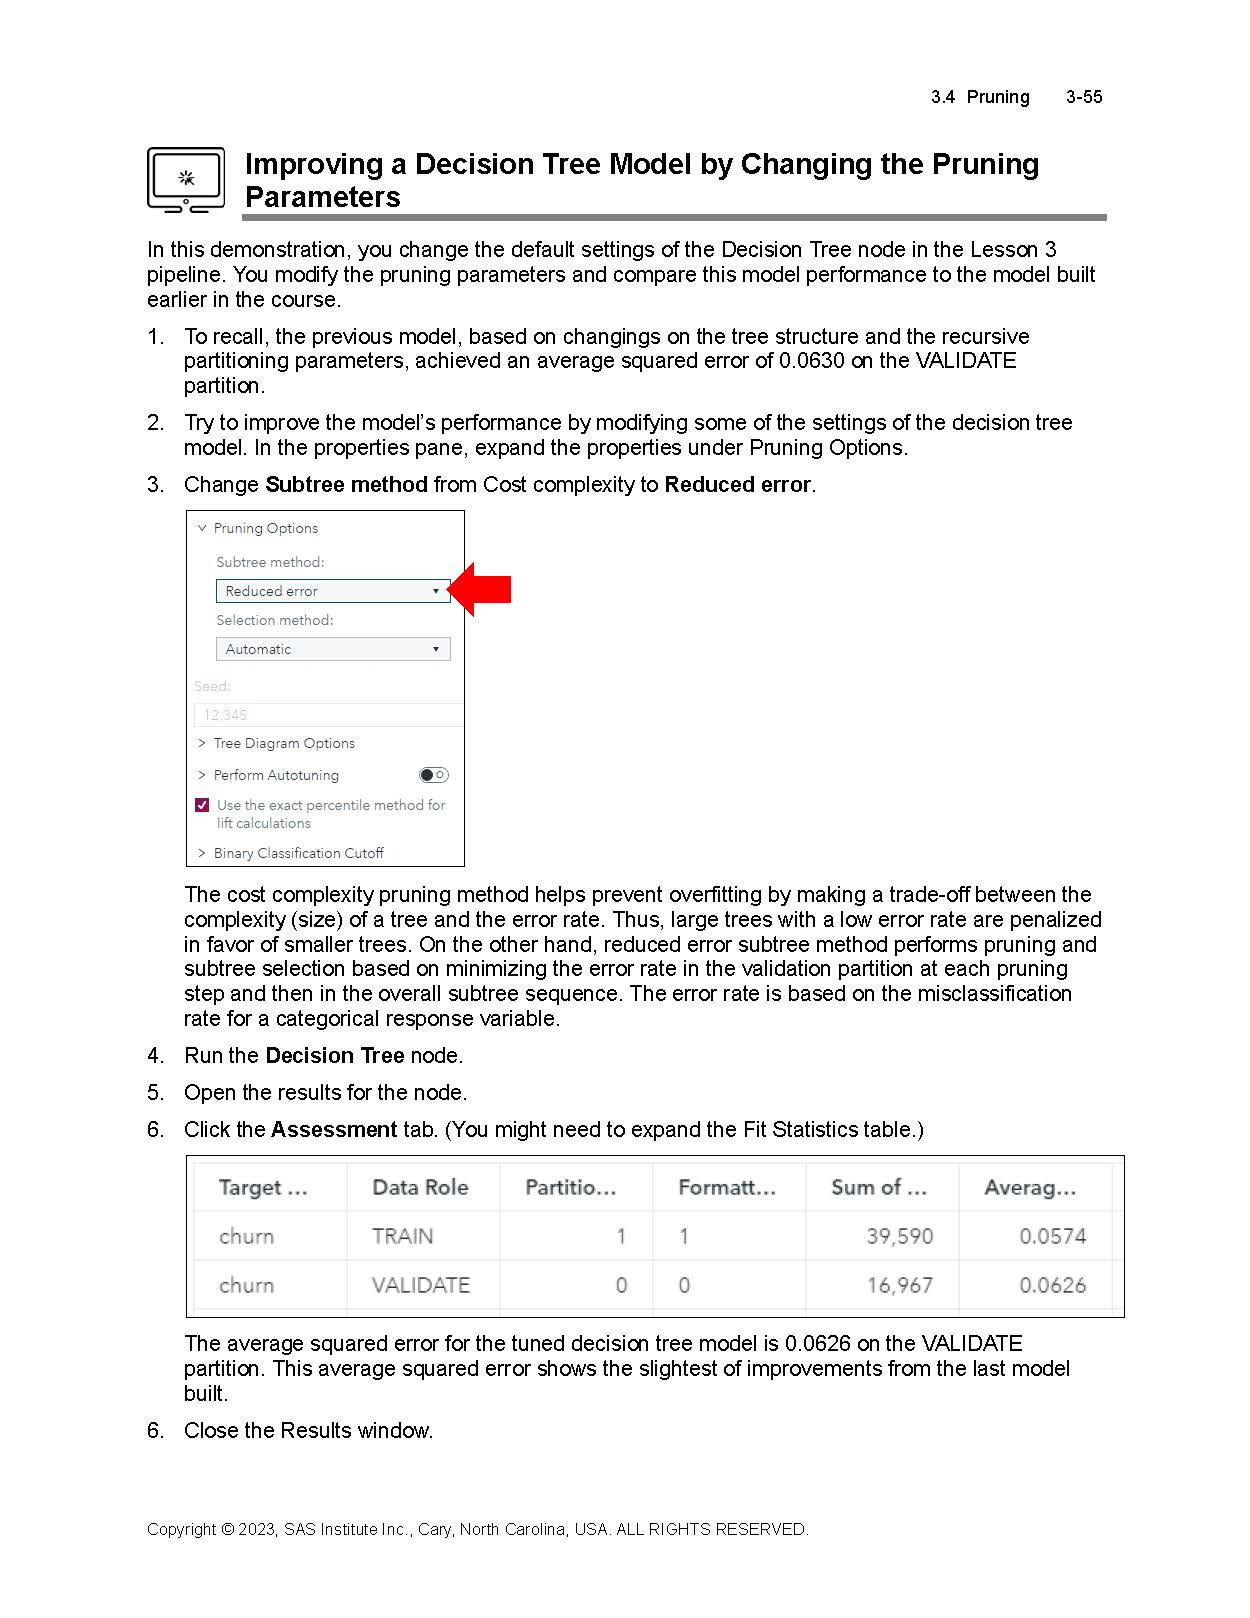 3.4 Pruning 3-55
Improving a Decision Tree Model by Changing the Pruning
Parameters
In this demonstration, you change the default settings of the Decision Tree node in the Lesson 3
pipeline. You modify the pruning parameters and compare this model performance to the model built
earlier in the course.
1. To recall, the previous model, based on changings on the tree structure and the recursive
partitioning parameters, achieved an average squared error of 0.0630 on the VALIDATE
partition.
2. Try to improve the model’s performance by modifying some of the settings of the decision tree
model. In the properties pane, expand the properties under Pruning Options.
3. Change Subtree method from Cost complexity to Reduced error.
Pruning Options
Subtree method:
Reduced error
Selection method:
Automatic
Seed:
12,345
> Tree Diagram Options
> Perform Autotuning
Use the exact percentile method for
lift calculations
> Binary Classification Cutoff
The cost complexity pruning method helps prevent overfitting by making a trade-off between the
complexity (size) of a tree and the error rate. Thus, large trees with a low error rate are penalized
in favor of smaller trees. On the other hand, reduced error subtree method performs pruning and
subtree selection based on minimizing the error rate in the validation partition at each pruning
step and then in the overall subtree sequence. The error rate is based on the misclassification
rate for a categorical response variable.
4. Run the Decision Tree node.
5. Open the results for the node.
6. Click the Assessment tab. (You might need to expand the Fit Statistics table.)
Target ... Data Role Partitio... Formatt... Sum of ... Averag...
churn TRAIN 1 1 39,590 0.0574
churn VALIDATE 0 0 16,967 0.0626
The average squared error for the tuned decision tree model is 0.0626 on the VALIDATE
partition. This average squared error shows the slightest of improvements from the last model
built.
6. Close the Results window.
Copyright © 2023, SAS Institute Inc., Cary, North Carolina, USA. ALL RIGHTS RESERVED.